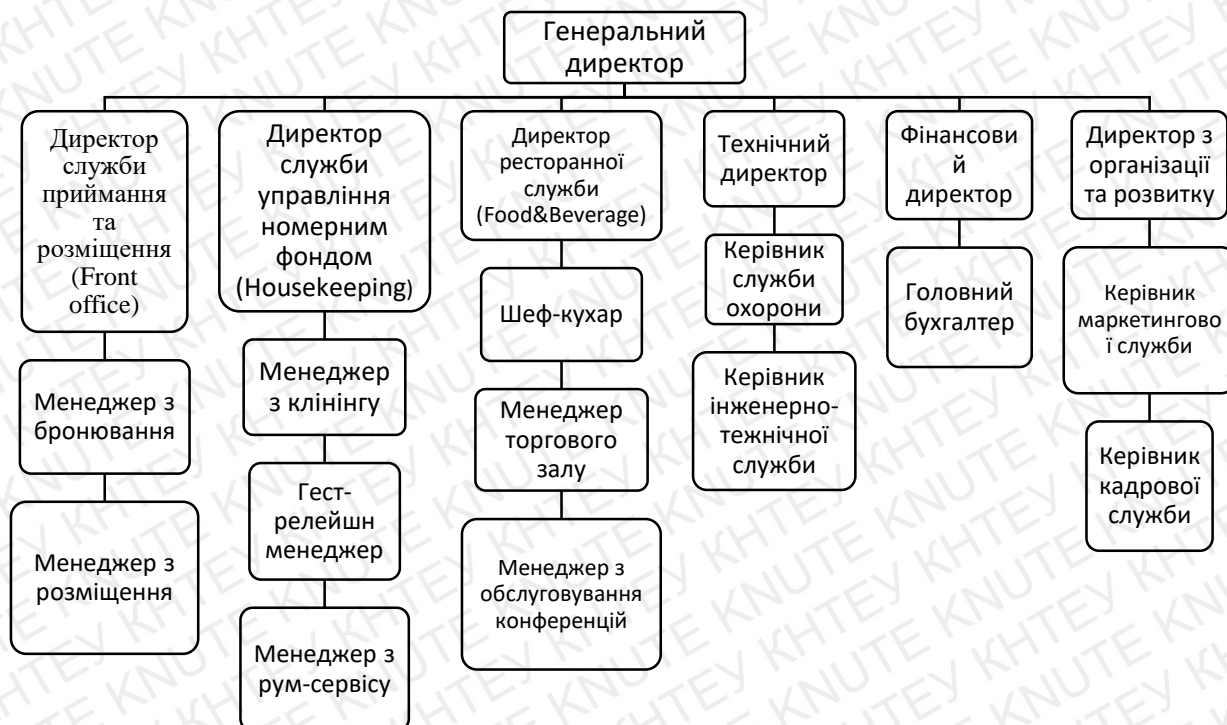 Генеральний
директор
Директор
служби
приймання
та
розміщення
(Front
office)
Менеджер з
бронювання
Менеджер з
розміщення
Директор
служби
управління
номерним
фондом
(Housekeeping)
Менеджер
з клінінгу
Гест-
релейшн
менеджер
Менеджер з
рум-сервісу
Директор
ресторанної
служби
(Food&Beverage)
Шеф-кухар
Менеджер
торгового
залу
Менеджер з
обслуговування
конференцій
Технічний
директор
Керівник
служби
охорони
Керівник
інженерно-
тежнічної
служби
Фінансови
й
директор
Головний
бухгалтер
Директор з
організації
та розвитку
Керівник
маркетингово
ї служби
Керівник
кадрової
служби